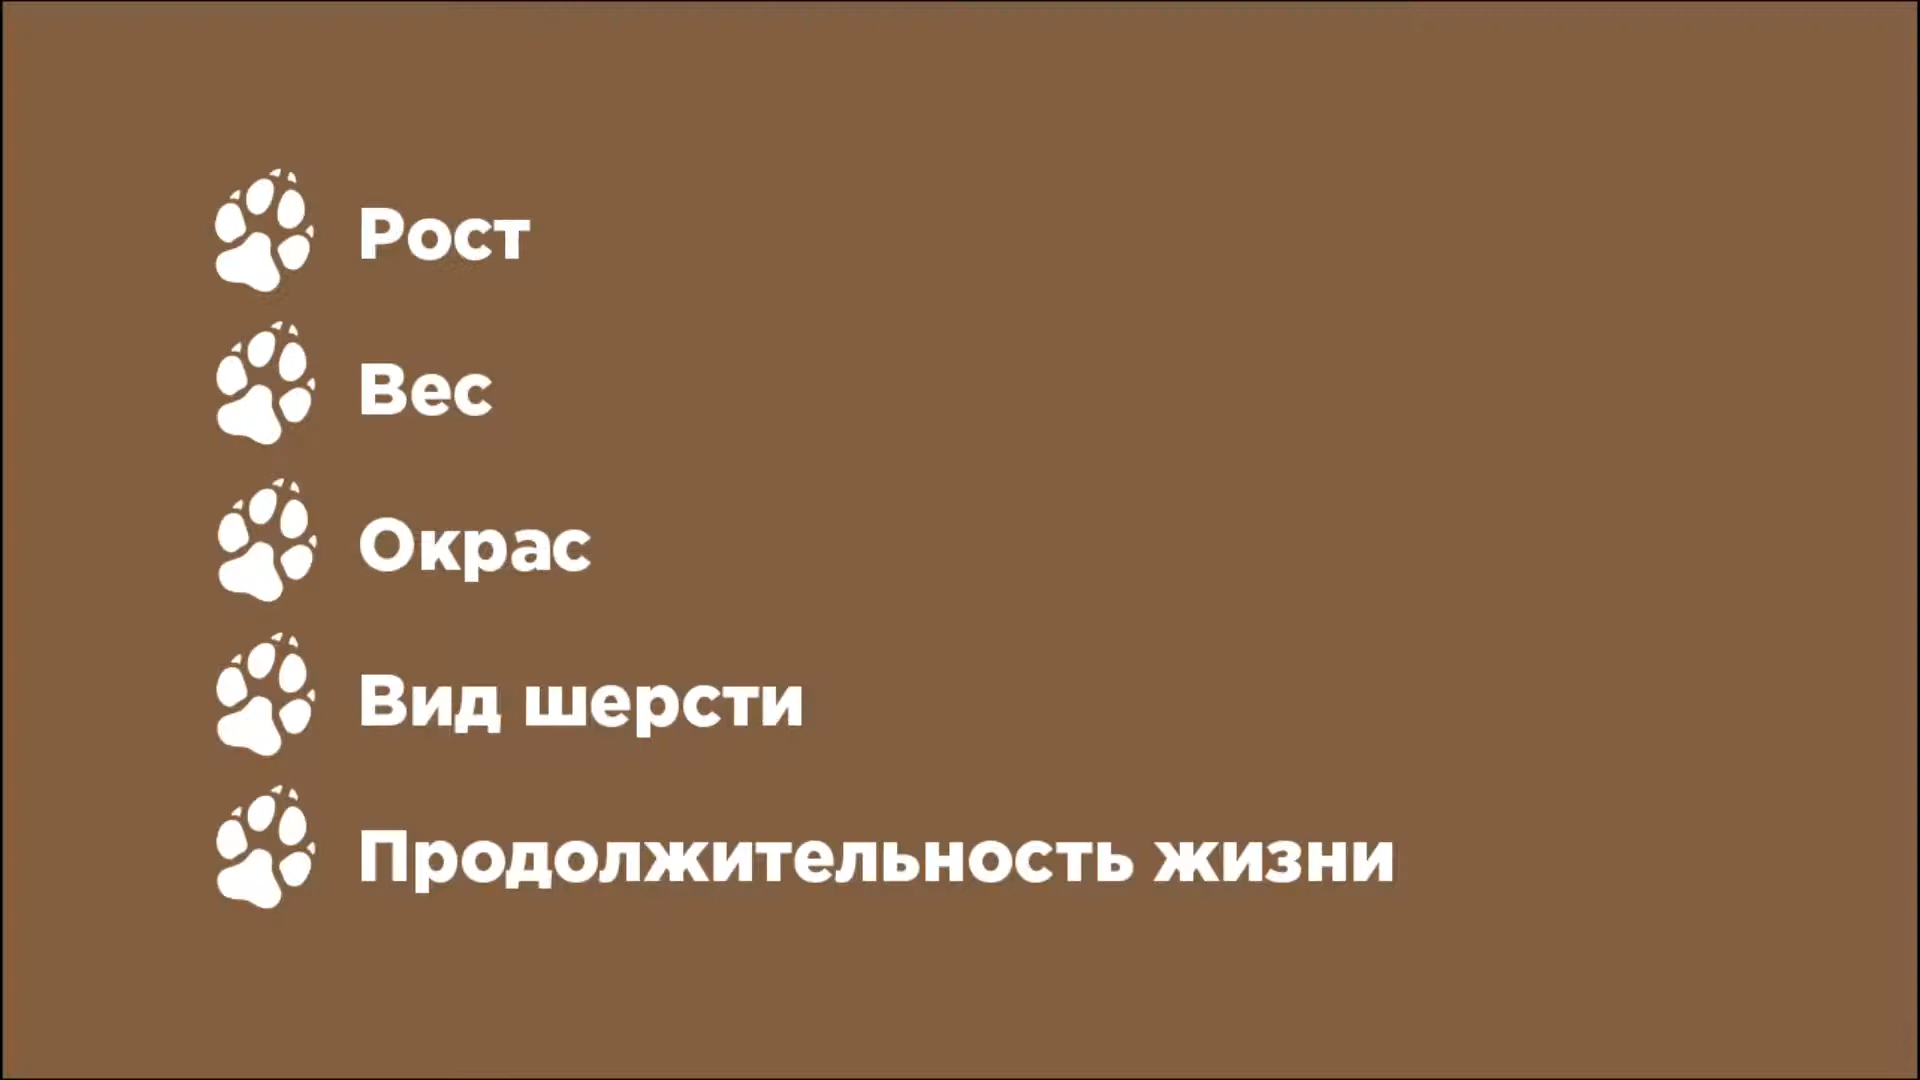 Рост
Вес
Окрас
Вид шерсти
Продолжительность жизни